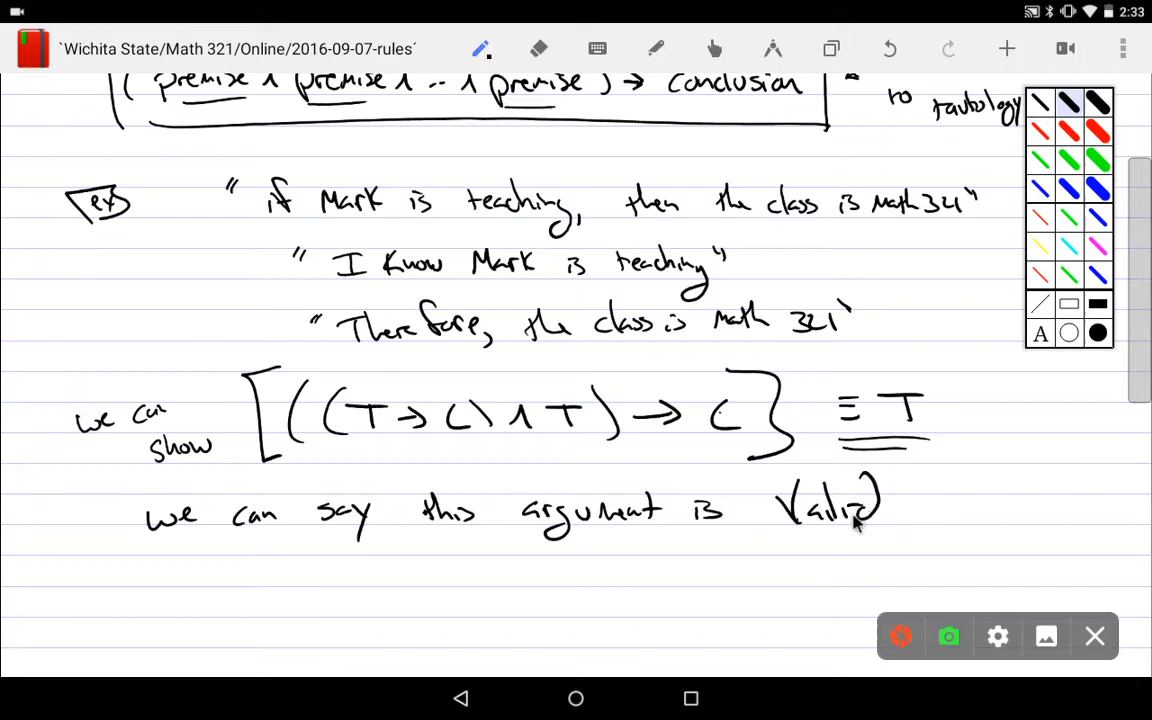 2:33
`Wichita State/Math 321/Online/2016-09-07-rules´
( premise ∧ premise ∧ .. ∧ premise ) → conclusion
to tautology
ex
"if Mark is teaching, then the class is Math 321"
"I know Mark is teaching"
"Therefore, the class is math 321"
we can show [((T → C) ∧ T) → C] ≡ T
we can say this argument is Valid
A